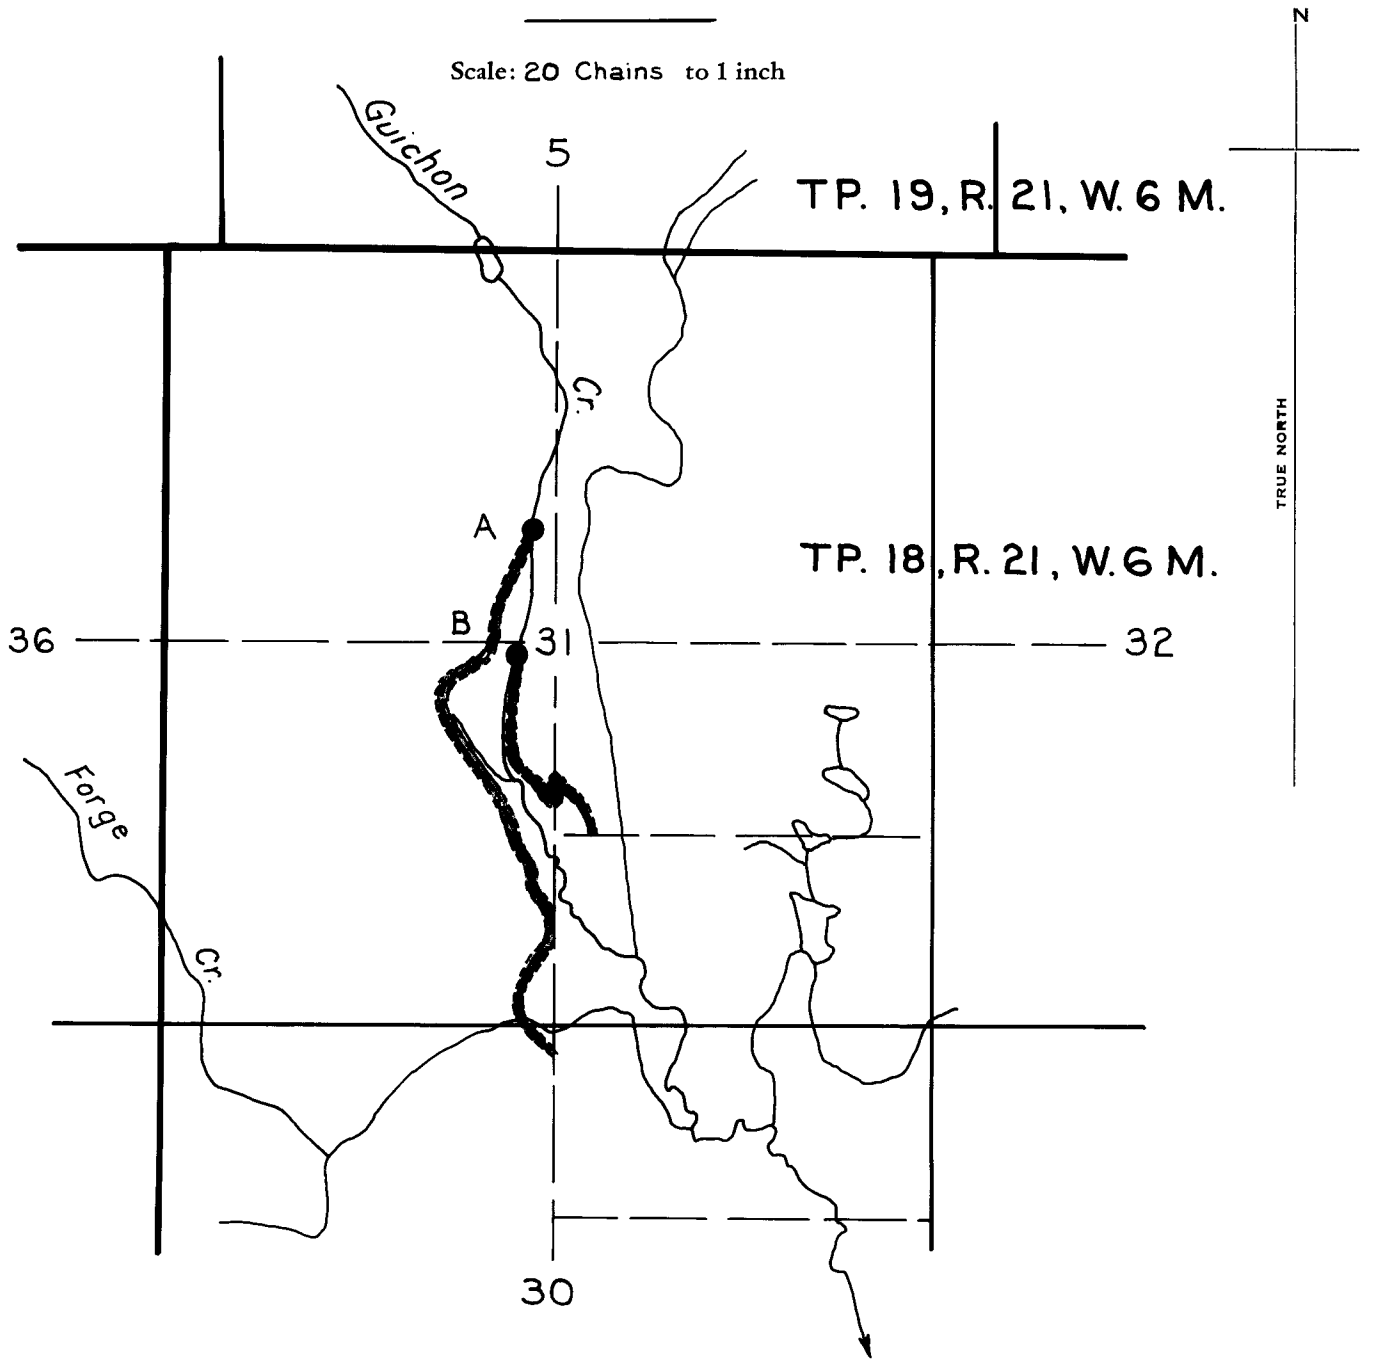 N
Scale: 20 Chains to 1 inch
Guichon
5
TP. 19, R. 21, W. 6 M.
Cr.
TRUE NORTH
A
TP. 18, R. 21, W. 6 M.
B
36
31
32
Forge
Cr.
30